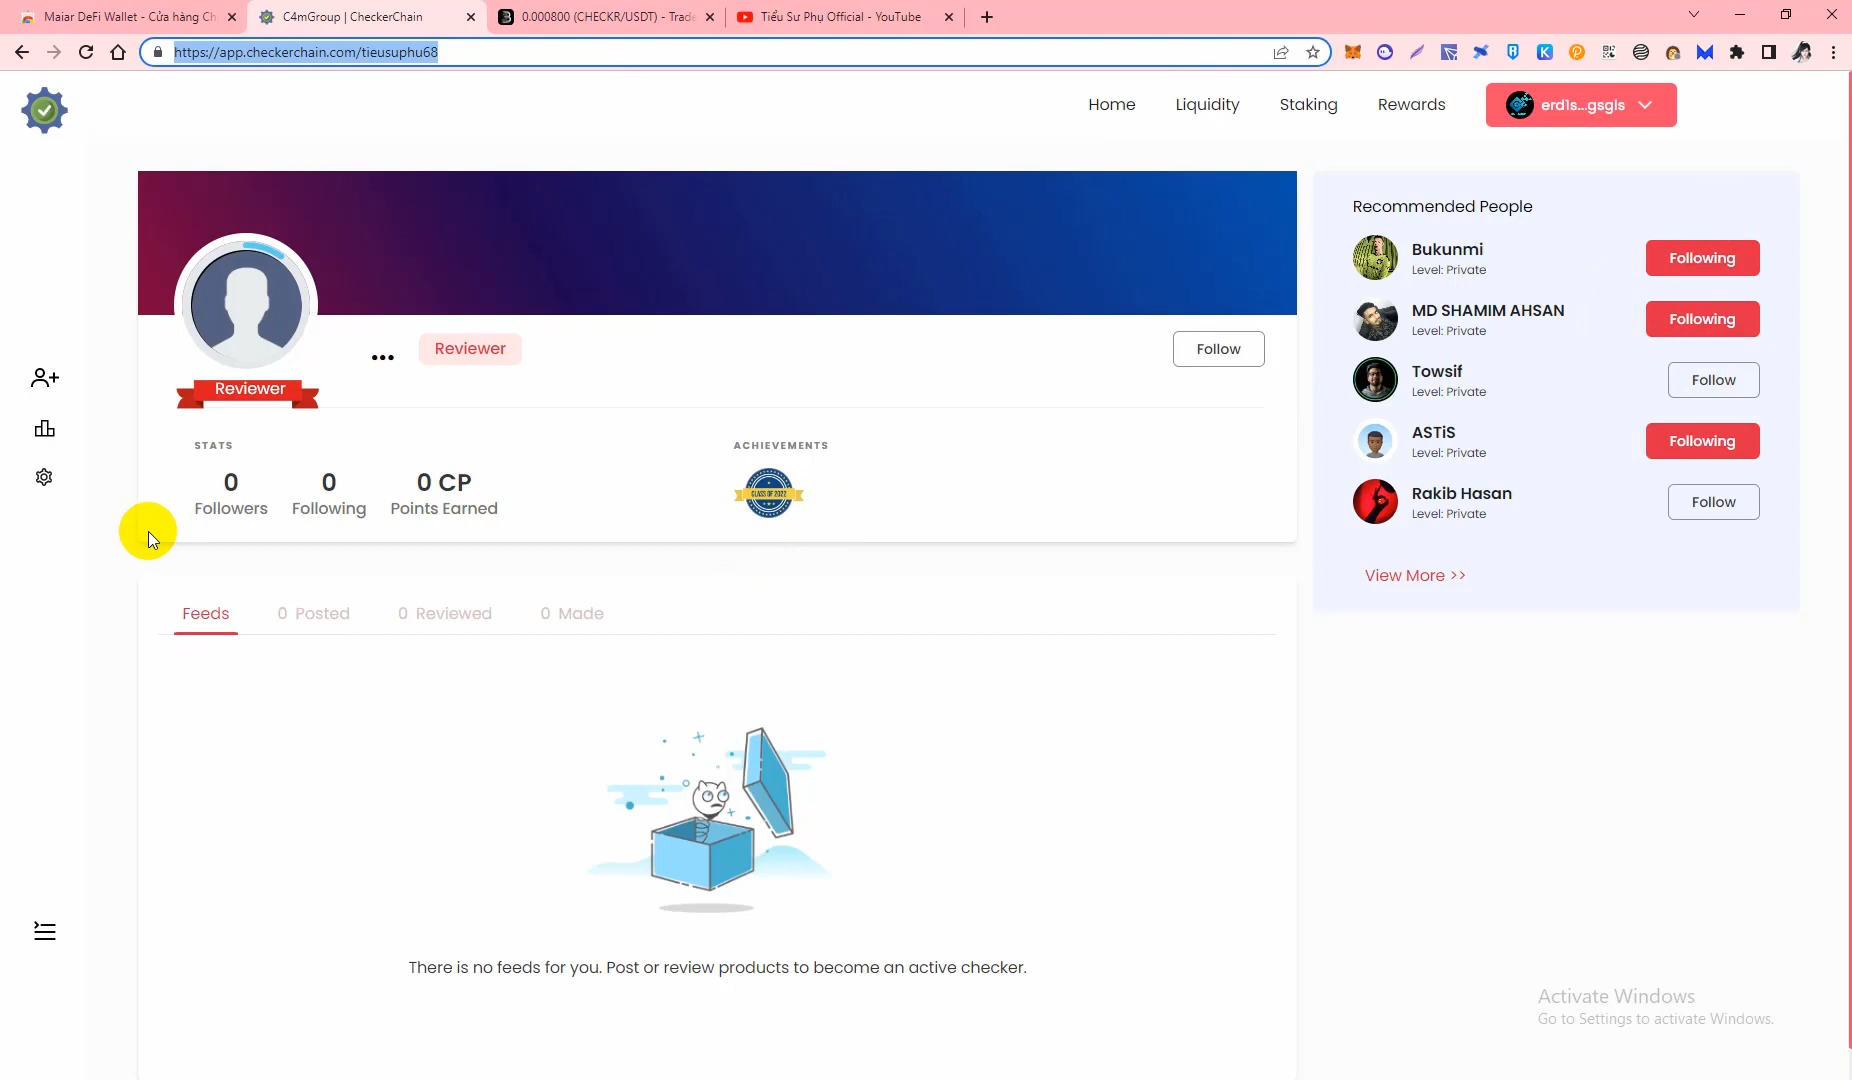 Maiar DeFi Wallet - Cửa hàng Ch
C4mGroup | CheckerChain
0.000800 (CHECKR/USDT) - Trade
Tiểu Sư Phụ Official - YouTube
https://app.checkerchain.com/tieusuphu68
Home
Liquidity
Staking
Rewards
erd1s...gsgls
Reviewer
...
Reviewer
Follow
STATS
0
Followers
0
Following
0 CP
Points Earned
ACHIEVEMENTS
CLASS OF 2022
Recommended People
Bukunmi
Level: Private
Following
MD SHAMIM AHSAN
Level: Private
Following
Towsif
Level: Private
Follow
ASTiS
Level: Private
Following
Rakib Hasan
Level: Private
Follow
View More >>
Feeds
0 Posted
0 Reviewed
0 Made
There is no feeds for you. Post or review products to become an active checker.
Activate Windows
Go to Settings to activate Windows.